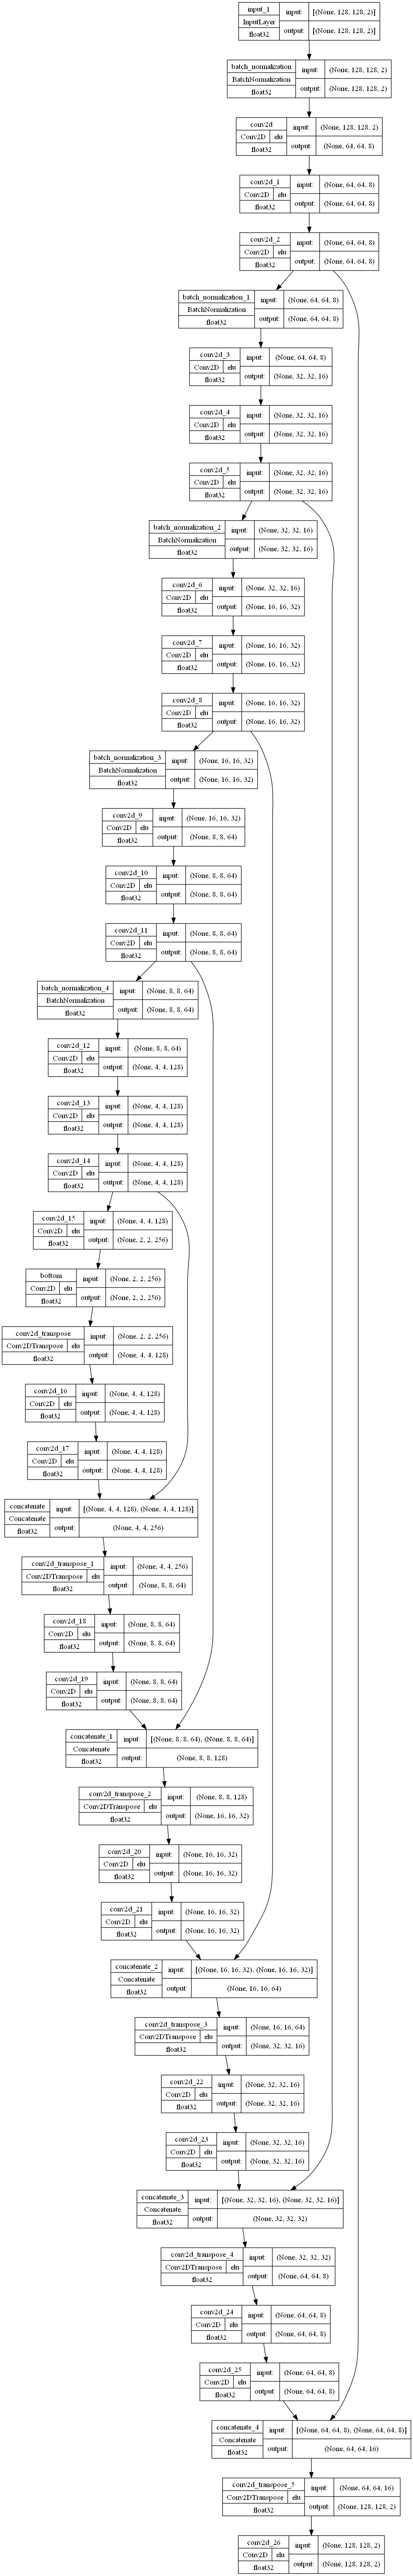 input_1
InputLayer
float32
input: [(None, 128, 128, 2)]
output: [(None, 128, 128, 2)]
batch_normalization
BatchNormalization
float32
input: (None, 128, 128, 2)
output: (None, 128, 128, 2)
conv2d
Conv2D elu
float32
input: (None, 128, 128, 2)
output: (None, 64, 64, 8)
conv2d_1
Conv2D elu
float32
input: (None, 64, 64, 8)
output: (None, 64, 64, 8)
conv2d_2
Conv2D elu
float32
input: (None, 64, 64, 8)
output: (None, 64, 64, 8)
batch_normalization_1
BatchNormalization
float32
input: (None, 64, 64, 8)
output: (None, 64, 64, 8)
conv2d_3
Conv2D elu
float32
input: (None, 64, 64, 8)
output: (None, 32, 32, 16)
conv2d_4
Conv2D elu
float32
input: (None, 32, 32, 16)
output: (None, 32, 32, 16)
conv2d_5
Conv2D elu
float32
input: (None, 32, 32, 16)
output: (None, 32, 32, 16)
batch_normalization_2
BatchNormalization
float32
input: (None, 32, 32, 16)
output: (None, 32, 32, 16)
conv2d_6
Conv2D elu
float32
input: (None, 32, 32, 16)
output: (None, 16, 16, 32)
conv2d_7
Conv2D elu
float32
input: (None, 16, 16, 32)
output: (None, 16, 16, 32)
conv2d_8
Conv2D elu
float32
input: (None, 16, 16, 32)
output: (None, 16, 16, 32)
batch_normalization_3
BatchNormalization
float32
input: (None, 16, 16, 32)
output: (None, 16, 16, 32)
conv2d_9
Conv2D elu
float32
input: (None, 16, 16, 32)
output: (None, 8, 8, 64)
conv2d_10
Conv2D elu
float32
input: (None, 8, 8, 64)
output: (None, 8, 8, 64)
conv2d_11
Conv2D elu
float32
input: (None, 8, 8, 64)
output: (None, 8, 8, 64)
batch_normalization_4
BatchNormalization
float32
input: (None, 8, 8, 64)
output: (None, 8, 8, 64)
conv2d_12
Conv2D elu
float32
input: (None, 8, 8, 64)
output: (None, 4, 4, 128)
conv2d_13
Conv2D elu
float32
input: (None, 4, 4, 128)
output: (None, 4, 4, 128)
conv2d_14
Conv2D elu
float32
input: (None, 4, 4, 128)
output: (None, 4, 4, 128)
conv2d_15
Conv2D elu
float32
input: (None, 4, 4, 128)
output: (None, 2, 2, 256)
bottom
Conv2D elu
float32
input: (None, 2, 2, 256)
output: (None, 2, 2, 256)
conv2d_transpose
Conv2DTranspose elu
float32
input: (None, 2, 2, 256)
output: (None, 4, 4, 128)
conv2d_16
Conv2D elu
float32
input: (None, 4, 4, 128)
output: (None, 4, 4, 128)
conv2d_17
Conv2D elu
float32
input: (None, 4, 4, 128)
output: (None, 4, 4, 128)
concatenate
Concatenate
float32
input: [(None, 4, 4, 128), (None, 4, 4, 128)]
output: (None, 4, 4, 256)
conv2d_transpose_1
Conv2DTranspose elu
float32
input: (None, 4, 4, 256)
output: (None, 8, 8, 64)
conv2d_18
Conv2D elu
float32
input: (None, 8, 8, 64)
output: (None, 8, 8, 64)
conv2d_19
Conv2D elu
float32
input: (None, 8, 8, 64)
output: (None, 8, 8, 64)
concatenate_1
Concatenate
float32
input: [(None, 8, 8, 64), (None, 8, 8, 64)]
output: (None, 8, 8, 128)
conv2d_transpose_2
Conv2DTranspose elu
float32
input: (None, 8, 8, 128)
output: (None, 16, 16, 32)
conv2d_20
Conv2D elu
float32
input: (None, 16, 16, 32)
output: (None, 16, 16, 32)
conv2d_21
Conv2D elu
float32
input: (None, 16, 16, 32)
output: (None, 16, 16, 32)
concatenate_2
Concatenate
float32
input: [(None, 16, 16, 32), (None, 16, 16, 32)]
output: (None, 16, 16, 64)
conv2d_transpose_3
Conv2DTranspose elu
float32
input: (None, 16, 16, 64)
output: (None, 32, 32, 16)
conv2d_22
Conv2D elu
float32
input: (None, 32, 32, 16)
output: (None, 32, 32, 16)
conv2d_23
Conv2D elu
float32
input: (None, 32, 32, 16)
output: (None, 32, 32, 16)
concatenate_3
Concatenate
float32
input: [(None, 32, 32, 16), (None, 32, 32, 16)]
output: (None, 32, 32, 32)
conv2d_transpose_4
Conv2DTranspose elu
float32
input: (None, 32, 32, 32)
output: (None, 64, 64, 8)
conv2d_24
Conv2D elu
float32
input: (None, 64, 64, 8)
output: (None, 64, 64, 8)
conv2d_25
Conv2D elu
float32
input: (None, 64, 64, 8)
output: (None, 64, 64, 8)
concatenate_4
Concatenate
float32
input: [(None, 64, 64, 8), (None, 64, 64, 8)]
output: (None, 64, 64, 16)
conv2d_transpose_5
Conv2DTranspose elu
float32
input: (None, 64, 64, 16)
output: (None, 128, 128, 2)
conv2d_26
Conv2D elu
float32
input: (None, 128, 128, 2)
output: (None, 128, 128, 2)